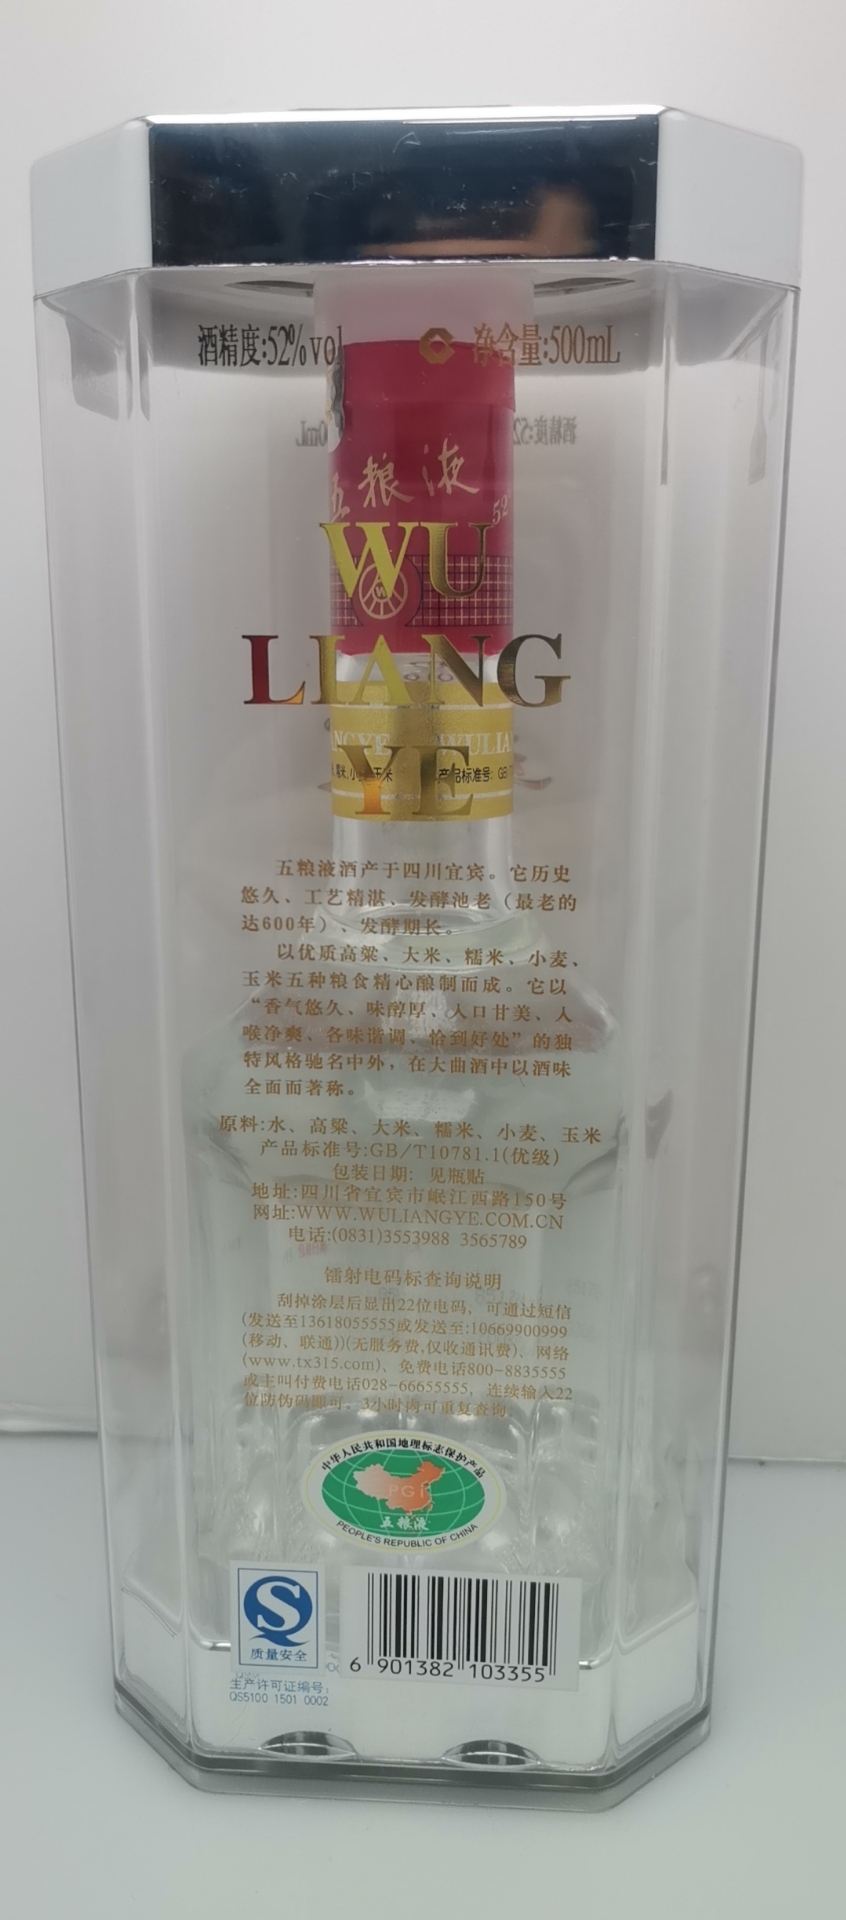 酒精度:52%vol 净含量:500mL
五粮液
52°
WU
LIANG
YE
糯米.小麦.玉米 产品标准号: GB/
五粮液酒产于四川宜宾。它历史
悠久、工艺精湛、发酵池老（最老的
达600年）、发酵期长。
以优质高粱、大米、糯米、小麦、
玉米五种粮食精心酿制而成。它以
“香气悠久、味醇厚、入口甘美、入
喉净爽、各味谐调、恰到好处”的独
特风格驰名中外，在大曲酒中以酒味
全面而著称。
原料:水、高粱、大米、糯米、小麦、玉米
产品标准号:GB/T10781.1(优级)
包装日期: 见瓶贴
地址:四川省宜宾市岷江西路150号
网址:WWW.WULIANGYE.COM.CN
电话:(0831)3553988 3565789
镭射电码标查询说明
刮掉涂层后显出22位电码，可通过短信
(发送至13618055555或发送至:10669900999
(移动、联通))(无服务费,仅收通讯费)、网络
(www.tx315.com)、免费电话800-8835555
或主叫付费电话028-66655555，连续输入22
位防伪码即可。3小时内可重复查询。
中华人民共和国地理标志保护产品
PGI
五粮液
PEOPLE'S REPUBLIC OF CHINA
质量安全
6 901382 103355
生产许可证编号:
QS5100 1501 0002